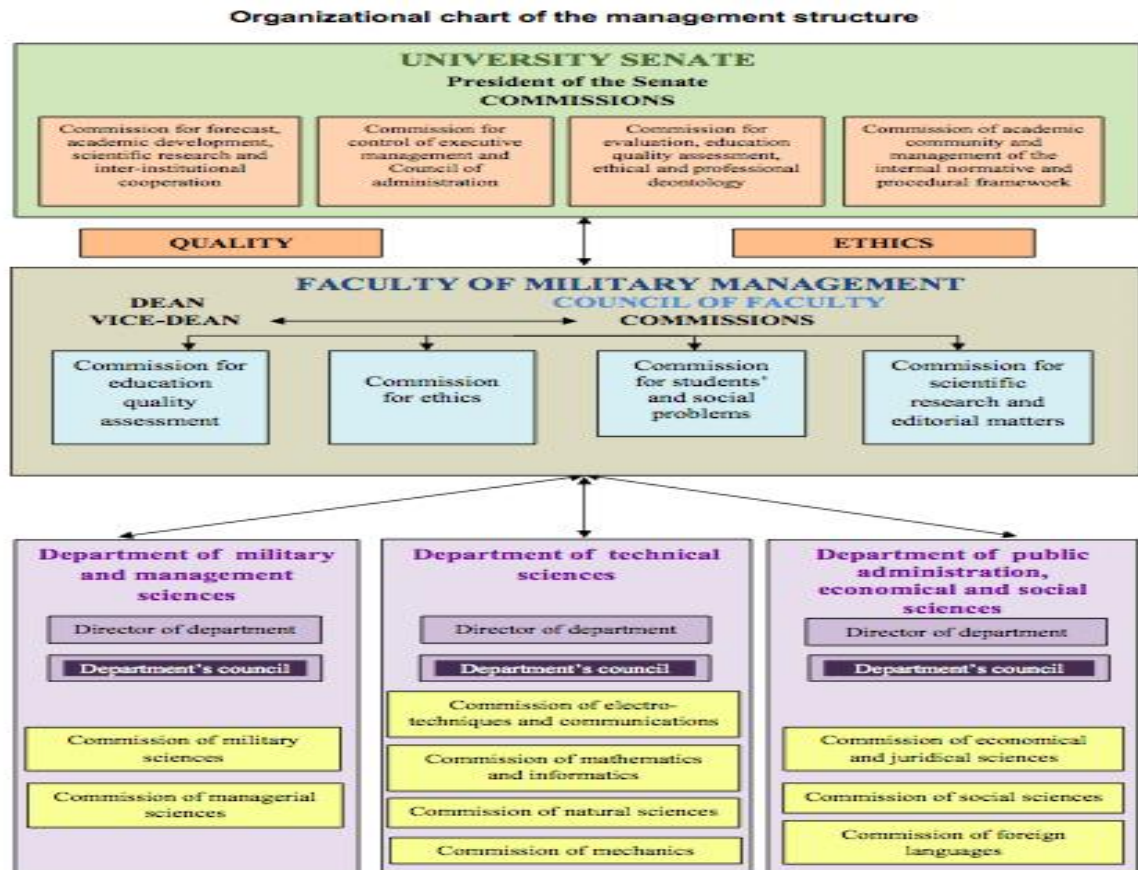 Organizational chart of the management structure
UNIVERSITY SENATE
President of the Senate
COMMISSIONS
Commission for forecast,
academic development,
scientific research and
inter-institutional
cooperation
Commission for
control of executive
management and
Council of
administration
Commission for
evaluation, education
quality assessment,
ethical and professional
deontology
Commission of academic
community and
management of the
internal normative and
procedural framework
QUALITY
ETHICS
FACULTY OF MILITARY MANAGEMENT
DEAN
VICE-DEAN
COUNCIL OF FACULTY
COMMISSIONS
Commission for
education
quality
assessment
Commission
for ethics
Commission
for students'
and social
problems
Commission for
scientific
research and
editorial matters
Department of military
and management
sciences
Director of department
Department's council
Commission of military
sciences
Commission of managerial
sciences
Department of technical
sciences
Director of department
Department's council
Commission of electro-
techniques and communications
Commission of mathematics
and informatics
Commission of natural sciences
Commission of mechanics
Department of public
administration,
economical and social
sciences
Director of department
Department's council
Commission of economical
and juridical sciences
Commission of social sciences
Commission of foreign
languages